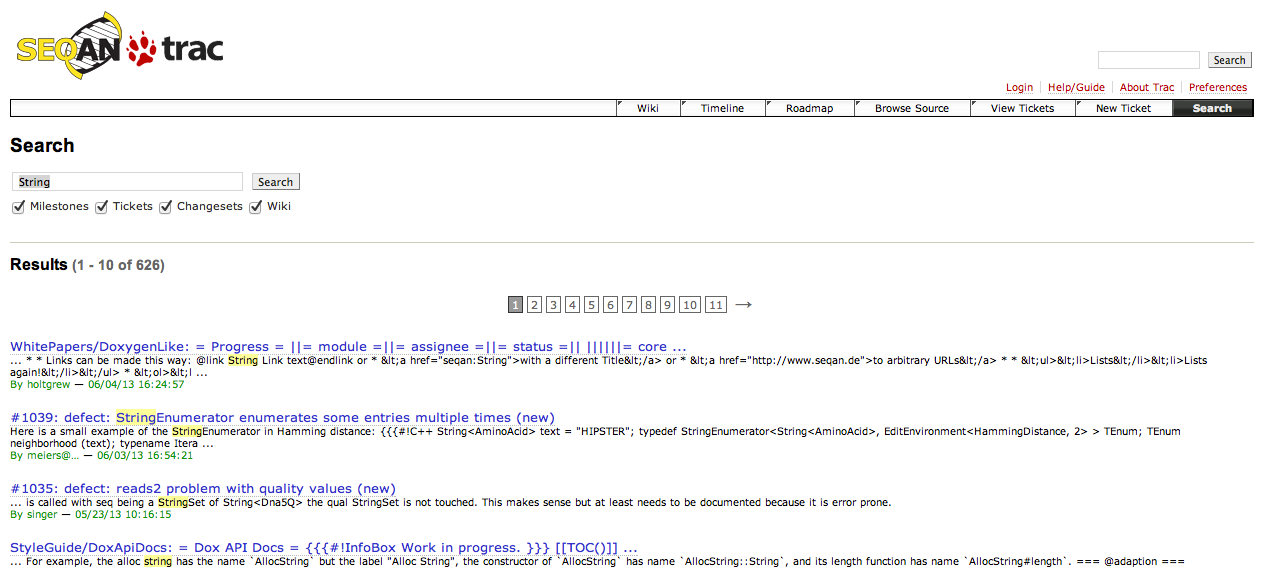 SEQAN trac
Search
Login Help/Guide About Trac Preferences
Wiki Timeline Roadmap Browse Source View Tickets New Ticket Search
Search
String Search
Milestones Tickets Changesets Wiki
Results (1 - 10 of 626)
1 2 3 4 5 6 7 8 9 10 11 →
WhitePapers/DoxygenLike: = Progress = ||= module =||= assignee =||= status =|| ||||||= core ...
... * * Links can be made this way: @link String Link text@endlink or * &lt;a href="seqan:String">with a different Title&lt;/a> or * &lt;a href="http://www.seqan.de">to arbitrary URLs&lt;/a> * * &lt;ul>&lt;li>Lists&lt;/li>&lt;li>Lists
again!&lt;/li>&lt;/ul> * &lt;ol>&lt;l ...
By holtgrew — 06/04/13 16:24:57
#1039: defect: StringEnumerator enumerates some entries multiple times (new)
Here is a small example of the StringEnumerator in Hamming distance: {{{#!C++ String<AminoAcid> text = "HIPSTER"; typedef StringEnumerator<String<AminoAcid>, EditEnvironment<HammingDistance, 2> > TEnum; TEnum
neighborhood (text); typename Itera ...
By meiers@... — 06/03/13 16:54:21
#1035: defect: reads2 problem with quality values (new)
... is called with seq being a StringSet of String<Dna5Q> the qual StringSet is not touched. This makes sense but at least needs to be documented because it is error prone.
By singer — 05/23/13 10:16:15
StyleGuide/DoxApiDocs: = Dox API Docs = {{{#!InfoBox Work in progress. }}} [[TOC()]] ...
... For example, the alloc string has the name `AllocString` but the label "Alloc String", the constructor of `AllocString` has name `AllocString::String`, and its length function has name `AllocString#length`. === @adaption ===